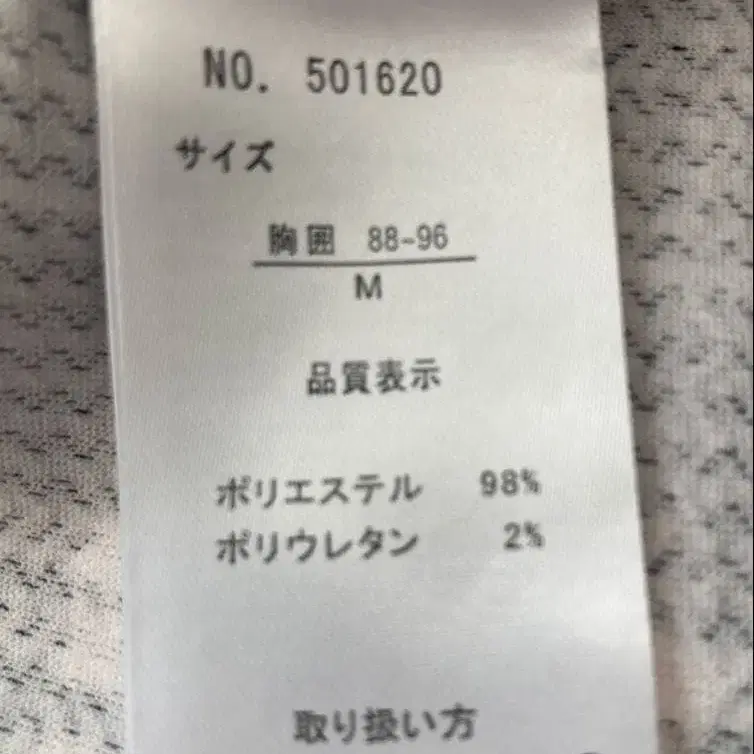 NO. 501620
サイズ
胸囲 88-96
M
品質表示
ポリエステル 98%
ポリウレタン 2%
取り扱い方